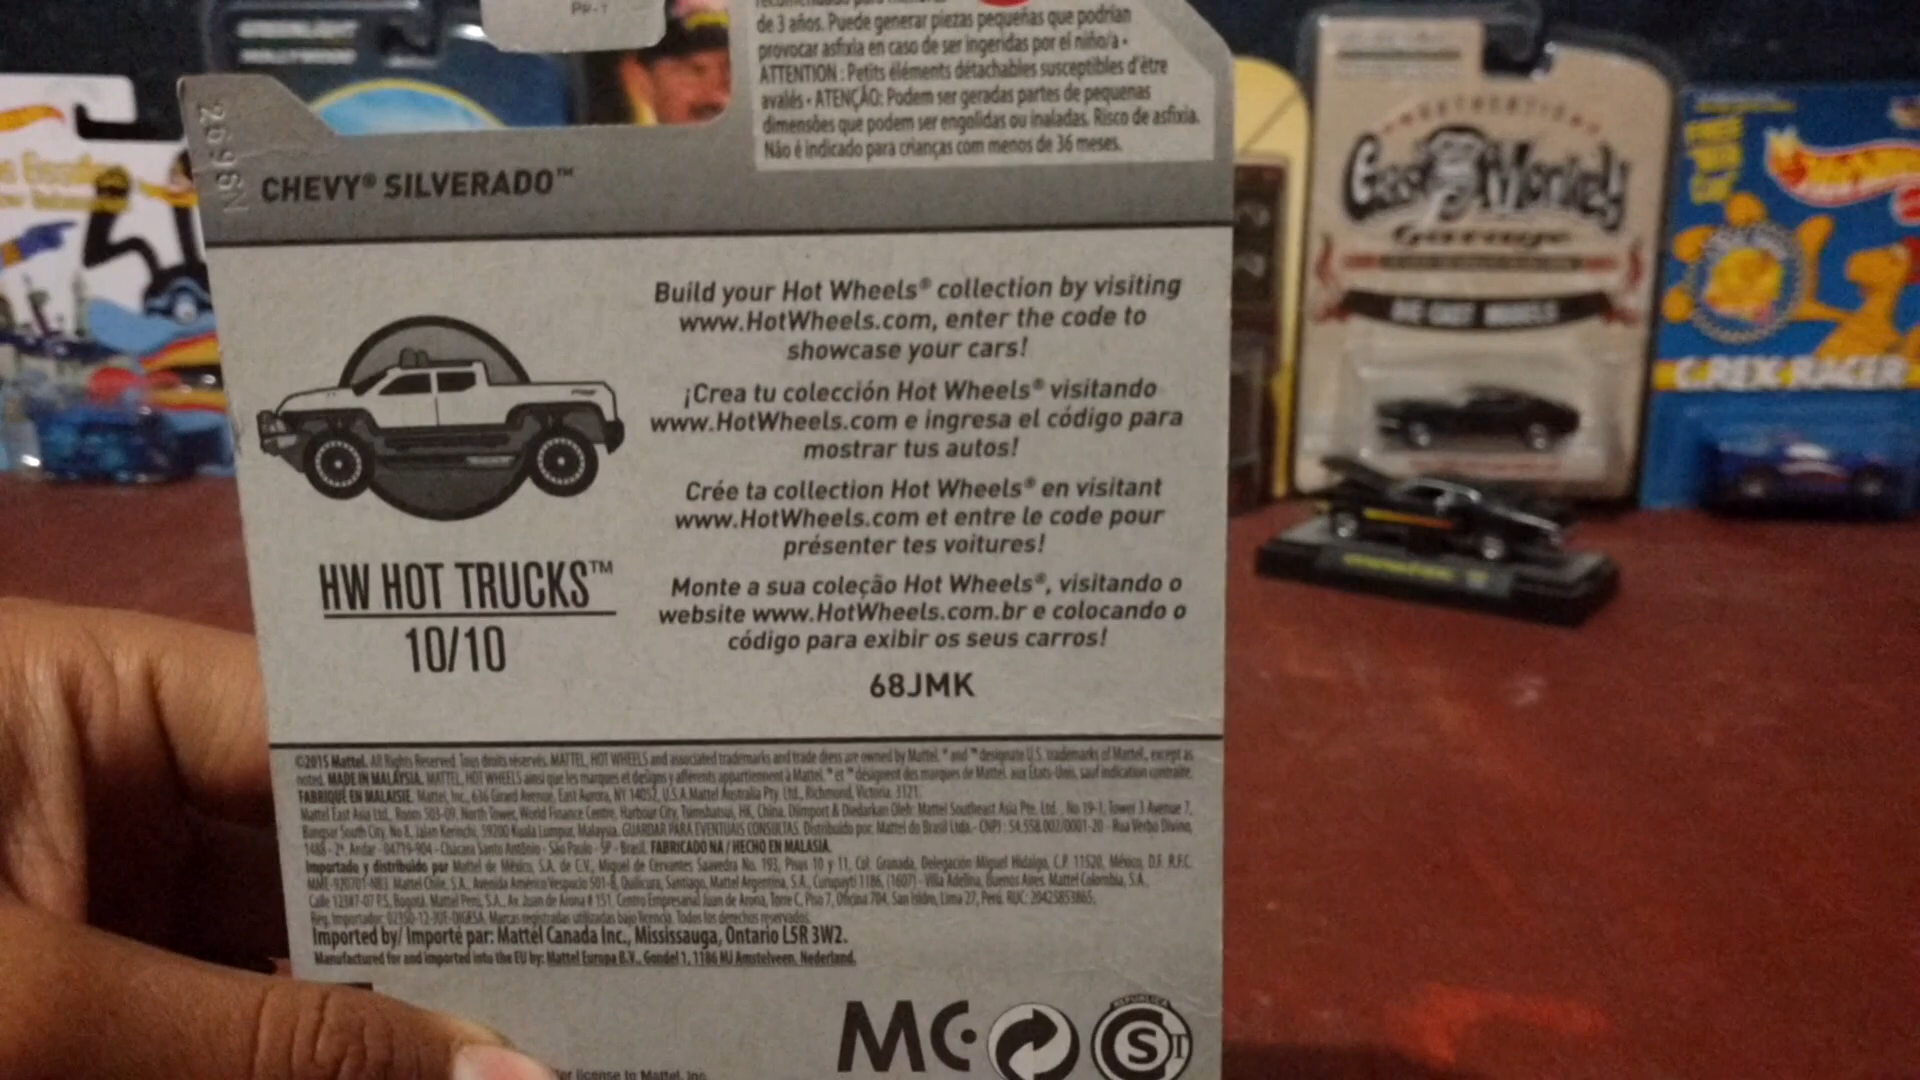 de 3 años. Puede generar piezas pequeñas que podrían
provocar asfixia en caso de ser ingeridas por el niño/a •
ATTENTION : Petits éléments détachables susceptibles d'être
avalés • ATENÇÃO: Podem ser geradas partes de pequenas
dimensões que podem ser engolidas ou inaladas. Risco de asfixia.
Não é indicado para crianças com menos de 36 meses.
2696N
CHEVY® SILVERADO™
Build your Hot Wheels® collection by visiting
www.HotWheels.com, enter the code to
showcase your cars!
¡Crea tu colección Hot Wheels® visitando
www.HotWheels.com e ingresa el código para
mostrar tus autos!
Crée ta collection Hot Wheels® en visitant
www.HotWheels.com et entre le code pour
présenter tes voitures!
Monte a sua coleção Hot Wheels®, visitando o
website www.HotWheels.com.br e colocando o
código para exibir os seus carros!
68JMK
HW HOT TRUCKS™
10/10
©2015 Mattel. All Rights Reserved. Tous droits réservés. MATTEL, HOT WHEELS and associated trademarks and trade dress are owned by Mattel. ® and ™ designate U.S. trademarks of Mattel, except as
noted. MADE IN MALAYSIA. MATTEL, HOT WHEELS ainsi que les marques et designs y afférents appartiennent à Mattel. ® et ™ désignent des marques de Mattel aux États-Unis, sauf indication contraire.
FABRIQUÉ EN MALAISIE. Mattel, Inc., 636 Girard Avenue, East Aurora, NY 14052, U.S.A. Mattel Australia Pty. Ltd., Richmond, Victoria. 3121.
Mattel East Asia Ltd., Room 503-09, North Tower, World Finance Centre, Harbour City, Tsimshatsui, HK, China. Diimport & Diedarkan Oleh: Mattel Southeast Asia Pte. Ltd., No 19-1, Tower 3 Avenue 7,
Bangsar South City, No 8, Jalan Kerinchi, 59200 Kuala Lumpur, Malaysia. GUARDAR PARA EVENTUAIS CONSULTAS. Distribuído por: Mattel do Brasil Ltda.- CNPJ : 54.558.002/0001-20 - Rua Verbo Divino,
1488 - 2º. Andar - 04719-904 - Chácara Santo Antônio - São Paulo - SP - Brasil. FABRICADO NA / HECHO EN MALASIA.
Importado y distribuido por Mattel de México, S.A. de C.V., Miguel de Cervantes Saavedra No. 193, Pisos 10 y 11, Col. Granada, Delegación Miguel Hidalgo, C.P. 11520, México, D.F. R.F.C.
MME-920701-NB3. Mattel Chile, S.A., Avenida Américo Vespucio 501-B, Quilicura, Santiago. Mattel Argentina, S.A., Curupaytí 1186, (1607) - Villa Adelina, Buenos Aires. Mattel Colombia, S.A.,
Bogotá. Mattel Perú, S.A., Av. Juan de Arona # 151, Centro Empresarial Juan de Arona, Torre C, Piso 7, Oficina 704, San Isidro, Lima 27, Perú. RUC: 20425853865.
Reg. Importador: 02350-12-JUE-DIGESA. Marcas registradas utilizadas bajo licencia. Todos los derechos reservados.
Imported by/ Importé par: Mattel Canada Inc., Mississauga, Ontario L5R 3W2.
Manufactured for and imported into the EU by: Mattel Europa B.V., Gondel 1, 1186 MJ Amstelveen, Nederland.
MC
S
license to Mattel, Inc.
Gas Monkey
Garage
DIE-CAST MODELS
C.REX RACER